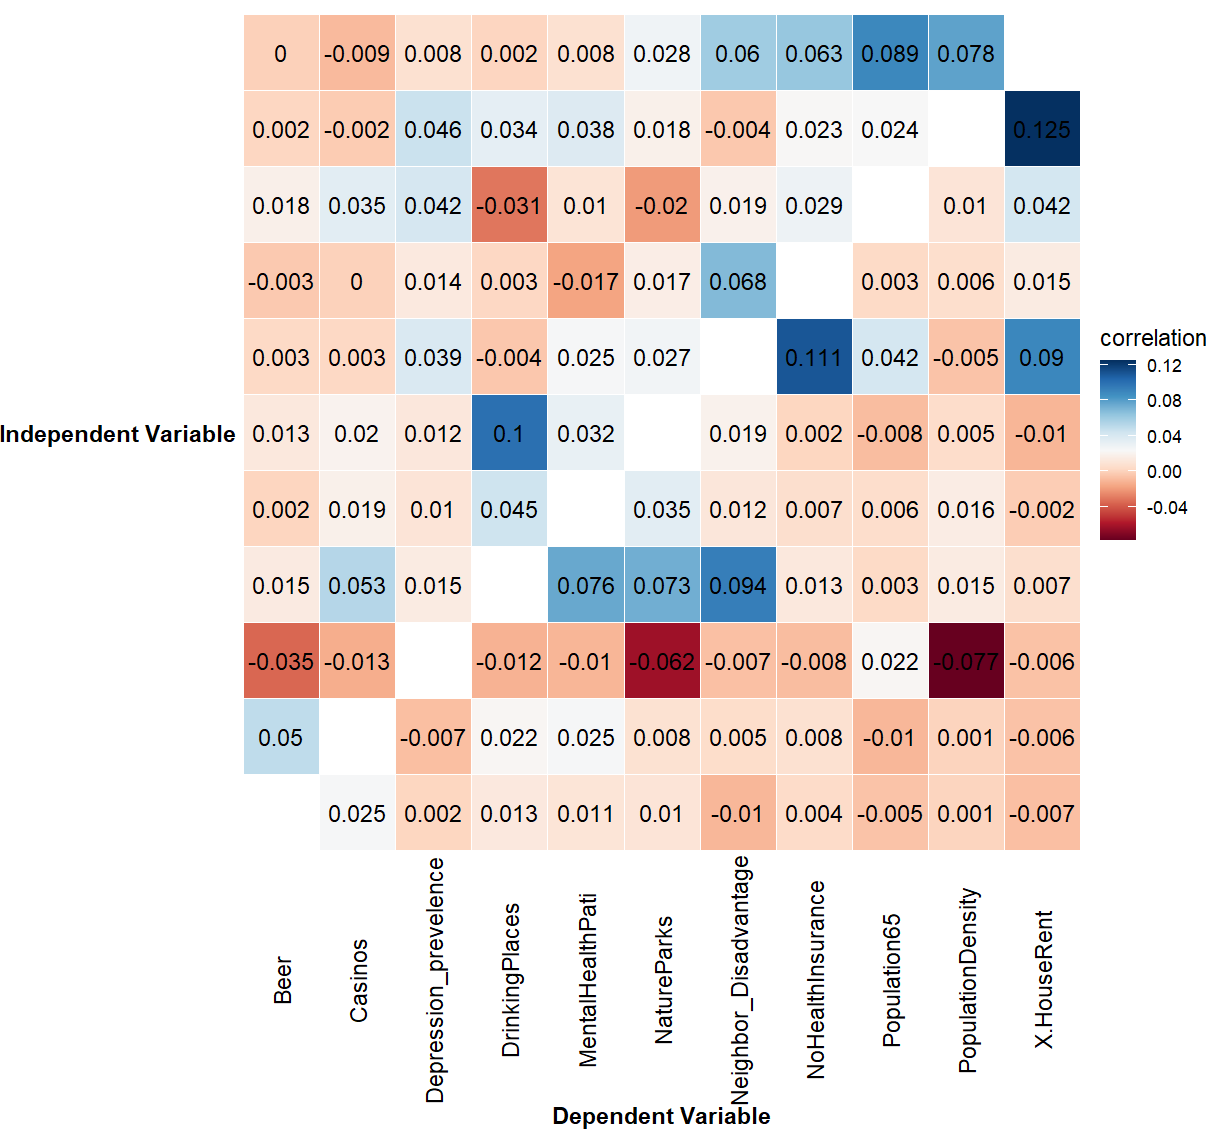 0 -0.009 0.008 0.002 0.008 0.028 0.06 0.063 0.089 0.078
0.002 -0.002 0.046 0.034 0.038 0.018 -0.004 0.023 0.024 0.125
0.018 0.035 0.042 -0.031 0.01 -0.02 0.019 0.029 0.01 0.042
-0.003 0 0.014 0.003 -0.017 0.017 0.068 0.003 0.006 0.015
0.003 0.003 0.039 -0.004 0.025 0.027 0.111 0.042 -0.005 0.09
Independent Variable 0.013 0.02 0.012 0.1 0.032 0.019 0.002 -0.008 0.005 -0.01
0.002 0.019 0.01 0.045 0.035 0.012 0.007 0.006 0.016 -0.002
0.015 0.053 0.015 0.076 0.073 0.094 0.013 0.003 0.015 0.007
-0.035 -0.013 -0.012 -0.01 -0.062 -0.007 -0.008 0.022 -0.077 -0.006
0.05 -0.007 0.022 0.025 0.008 0.005 0.008 -0.01 0.001 -0.006
0.025 0.002 0.013 0.011 0.01 -0.01 0.004 -0.005 0.001 -0.007
Beer
Casinos
Depression_prevelence
DrinkingPlaces
MentalHealthPati
NatureParks
Neighbor_Disadvantage
NoHealthInsurance
Population65
PopulationDensity
X.HouseRent
Dependent Variable
correlation
0.12
0.08
0.04
0.00
-0.04